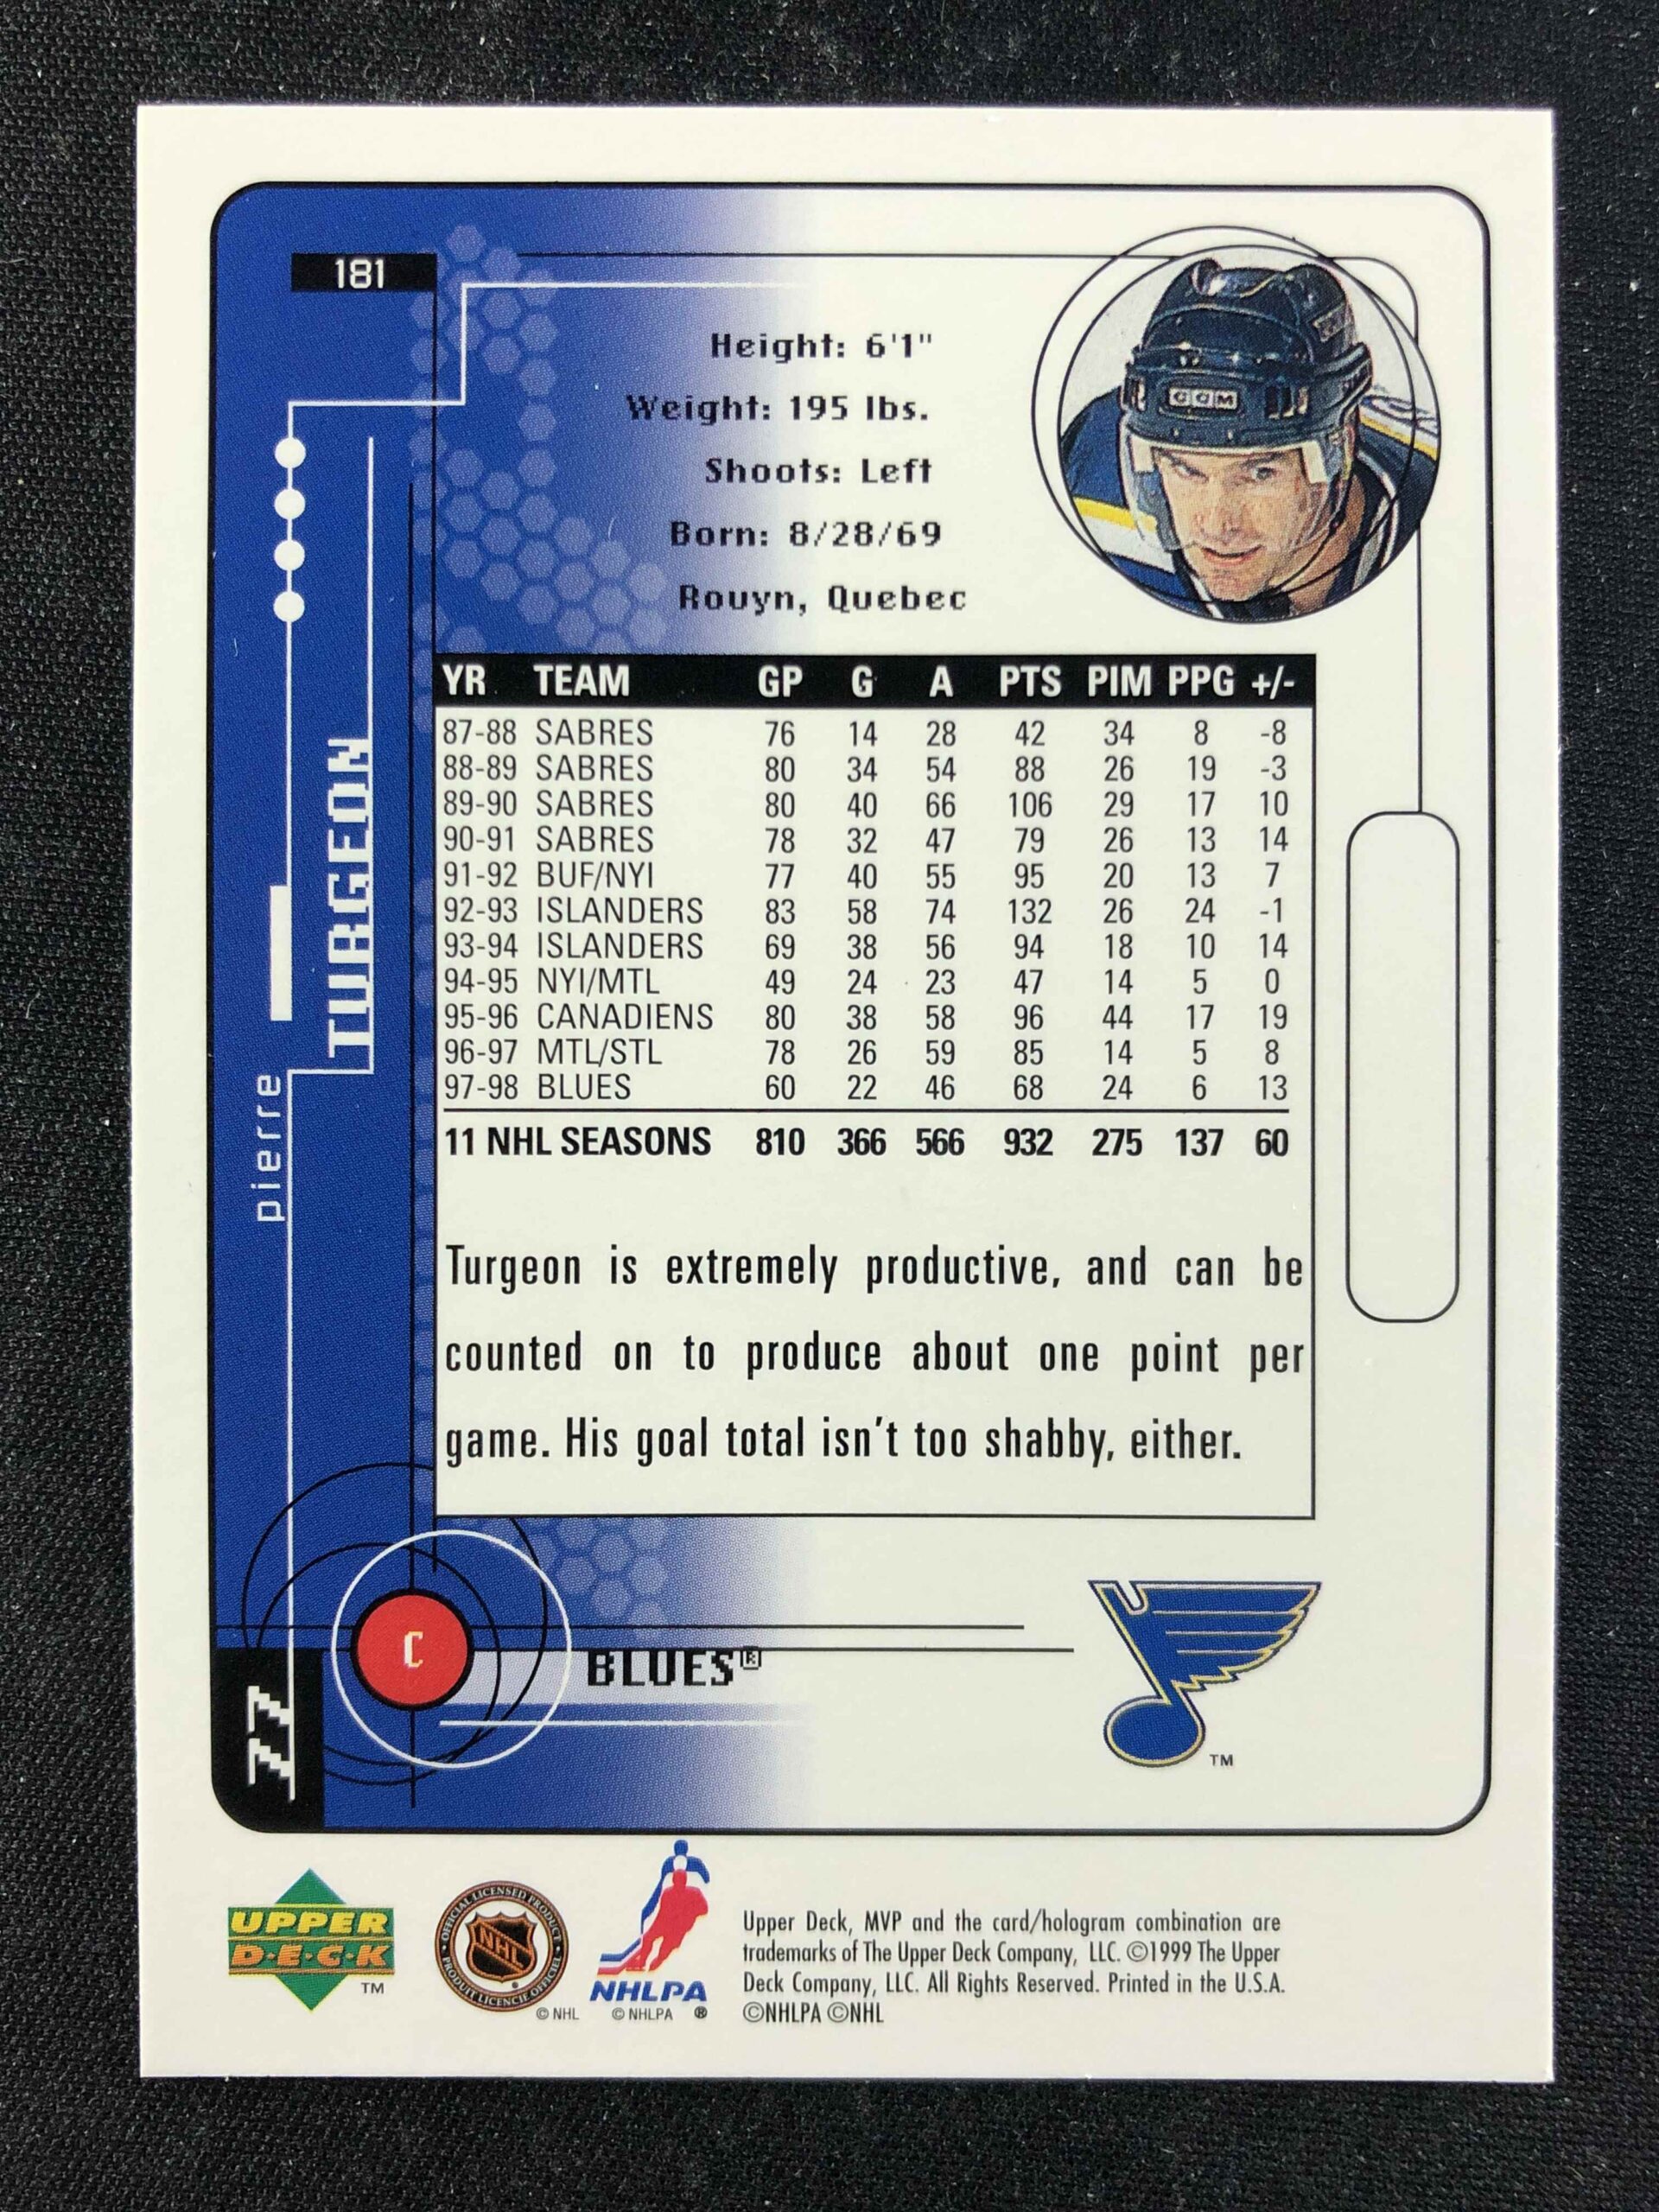 181
Height: 6'1"
Weight: 195 lbs.
Shoots: Left
Born: 8/28/69
Rouyn, Quebec
CCM
pierre
TURGEON
YR TEAM GP G A PTS PIM PPG +/-
87-88 SABRES 76 14 28 42 34 8 -8
88-89 SABRES 80 34 54 88 26 19 -3
89-90 SABRES 80 40 66 106 29 17 10
90-91 SABRES 78 32 47 79 26 13 14
91-92 BUF/NYI 77 40 55 95 20 13 7
92-93 ISLANDERS 83 58 74 132 26 24 -1
93-94 ISLANDERS 69 38 56 94 18 10 14
94-95 NYI/MTL 49 24 23 47 14 5 0
95-96 CANADIENS 80 38 58 96 44 17 19
96-97 MTL/STL 78 26 59 85 14 5 8
97-98 BLUES 60 22 46 68 24 6 13
11 NHL SEASONS 810 366 566 932 275 137 60
Turgeon is extremely productive, and can be
counted on to produce about one point per
game. His goal total isn't too shabby, either.
C
BLUES®
77
TM
UPPER
D·E·C·K
TM
OFFICIAL LICENSED PRODUCT
NHL
PRODUIT LICENCIE OFFICIEL
© NHL
NHLPA
© NHLPA ®
Upper Deck, MVP and the card/hologram combination are
trademarks of The Upper Deck Company, LLC. ©1999 The Upper
Deck Company, LLC. All Rights Reserved. Printed in the U.S.A.
©NHLPA ©NHL